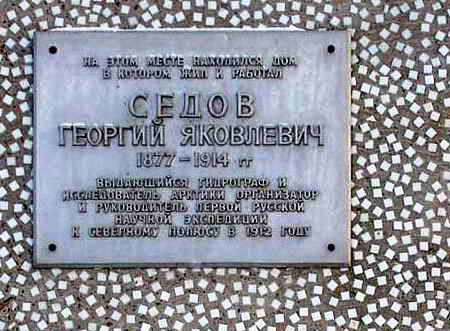 НА ЭТОМ МЕСТЕ НАХОДИЛСЯ ДОМ
В КОТОРОМ ЖИЛ И РАБОТАЛ
СЕДОВ
ГЕОРГИЙ ЯКОВЛЕВИЧ
1877-1914 гг
ВЫДАЮЩИЙСЯ ГИДРОГРАФ И
ИССЛЕДОВАТЕЛЬ АРКТИКИ ОРГАНИЗАТОР
И РУКОВОДИТЕЛЬ ПЕРВОЙ РУССКОЙ
НАУЧНОЙ ЭКСПЕДИЦИИ
К СЕВЕРНОМУ ПОЛЮСУ В 1912 ГОДУ